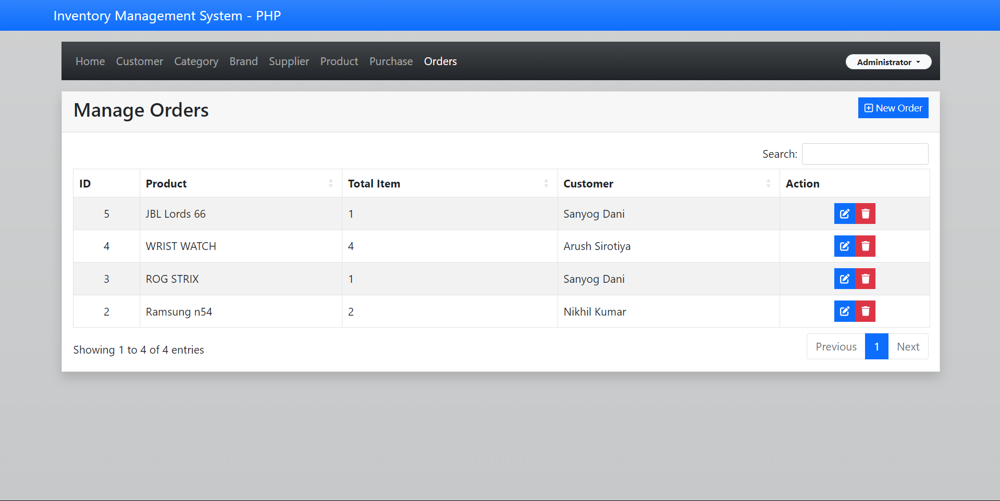 Inventory Management System - PHP
Home Customer Category Brand Supplier Product Purchase Orders Administrator
Manage Orders
New Order
Search:
ID Product Total Item Customer Action
5 JBL Lords 66 1 Sanyog Dani
4 WRIST WATCH 4 Arush Sirotiya
3 ROG STRIX 1 Sanyog Dani
2 Ramsung n54 2 Nikhil Kumar
Showing 1 to 4 of 4 entries
Previous 1 Next